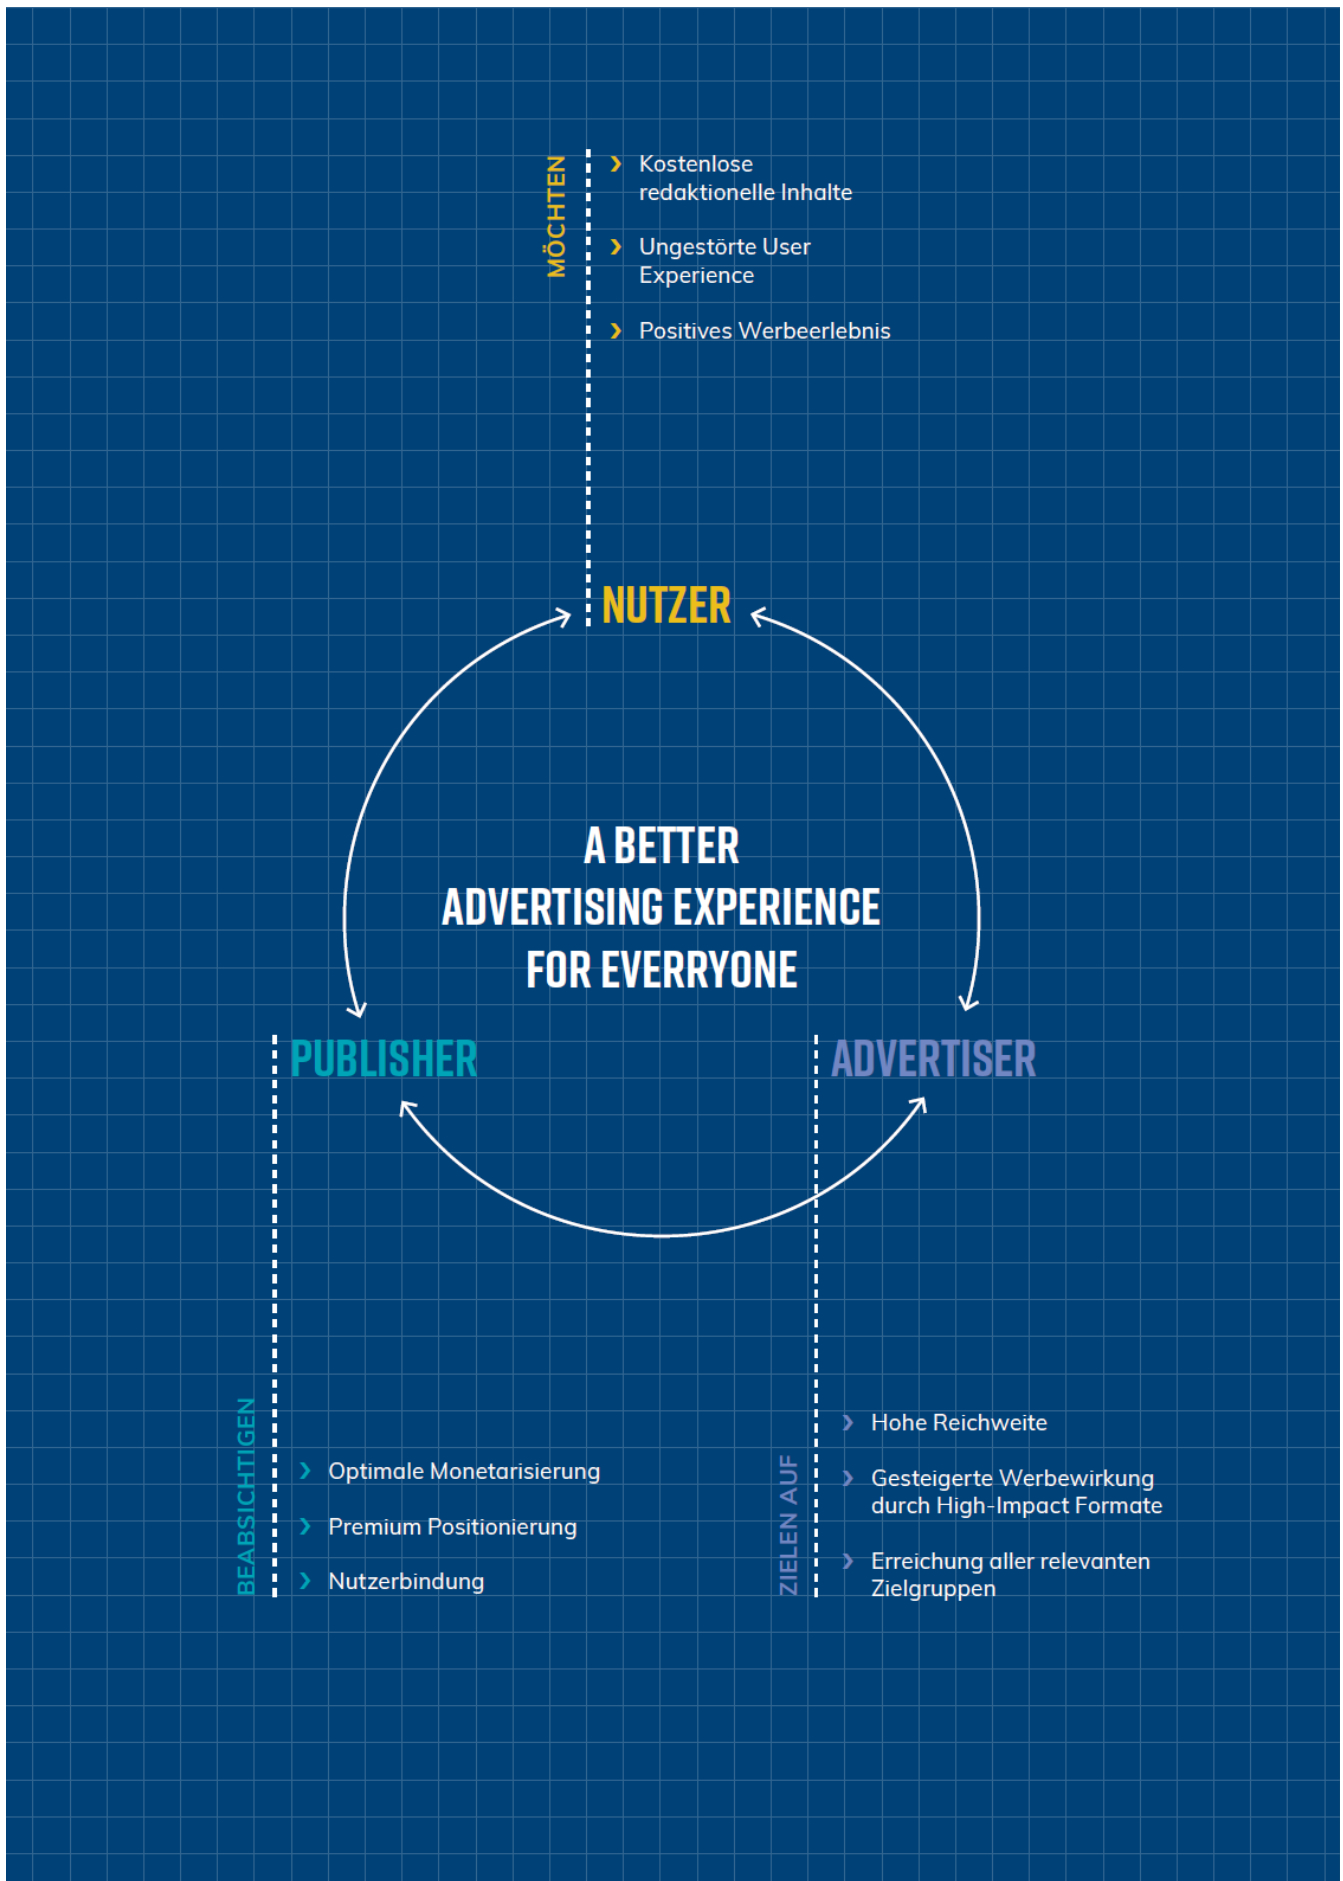 MÖCHTEN
Kostenlose
redaktionelle Inhalte
Ungestörte User
Experience
Positives Werbeerlebnis
NUTZER
A BETTER
ADVERTISING EXPERIENCE
FOR EVERRYONE
PUBLISHER
ADVERTISER
BEABSICHTIGEN
Optimale Monetarisierung
Premium Positionierung
Nutzerbindung
ZIELEN AUF
Hohe Reichweite
Gesteigerte Werbewirkung
durch High-Impact Formate
Erreichung aller relevanten
Zielgruppen